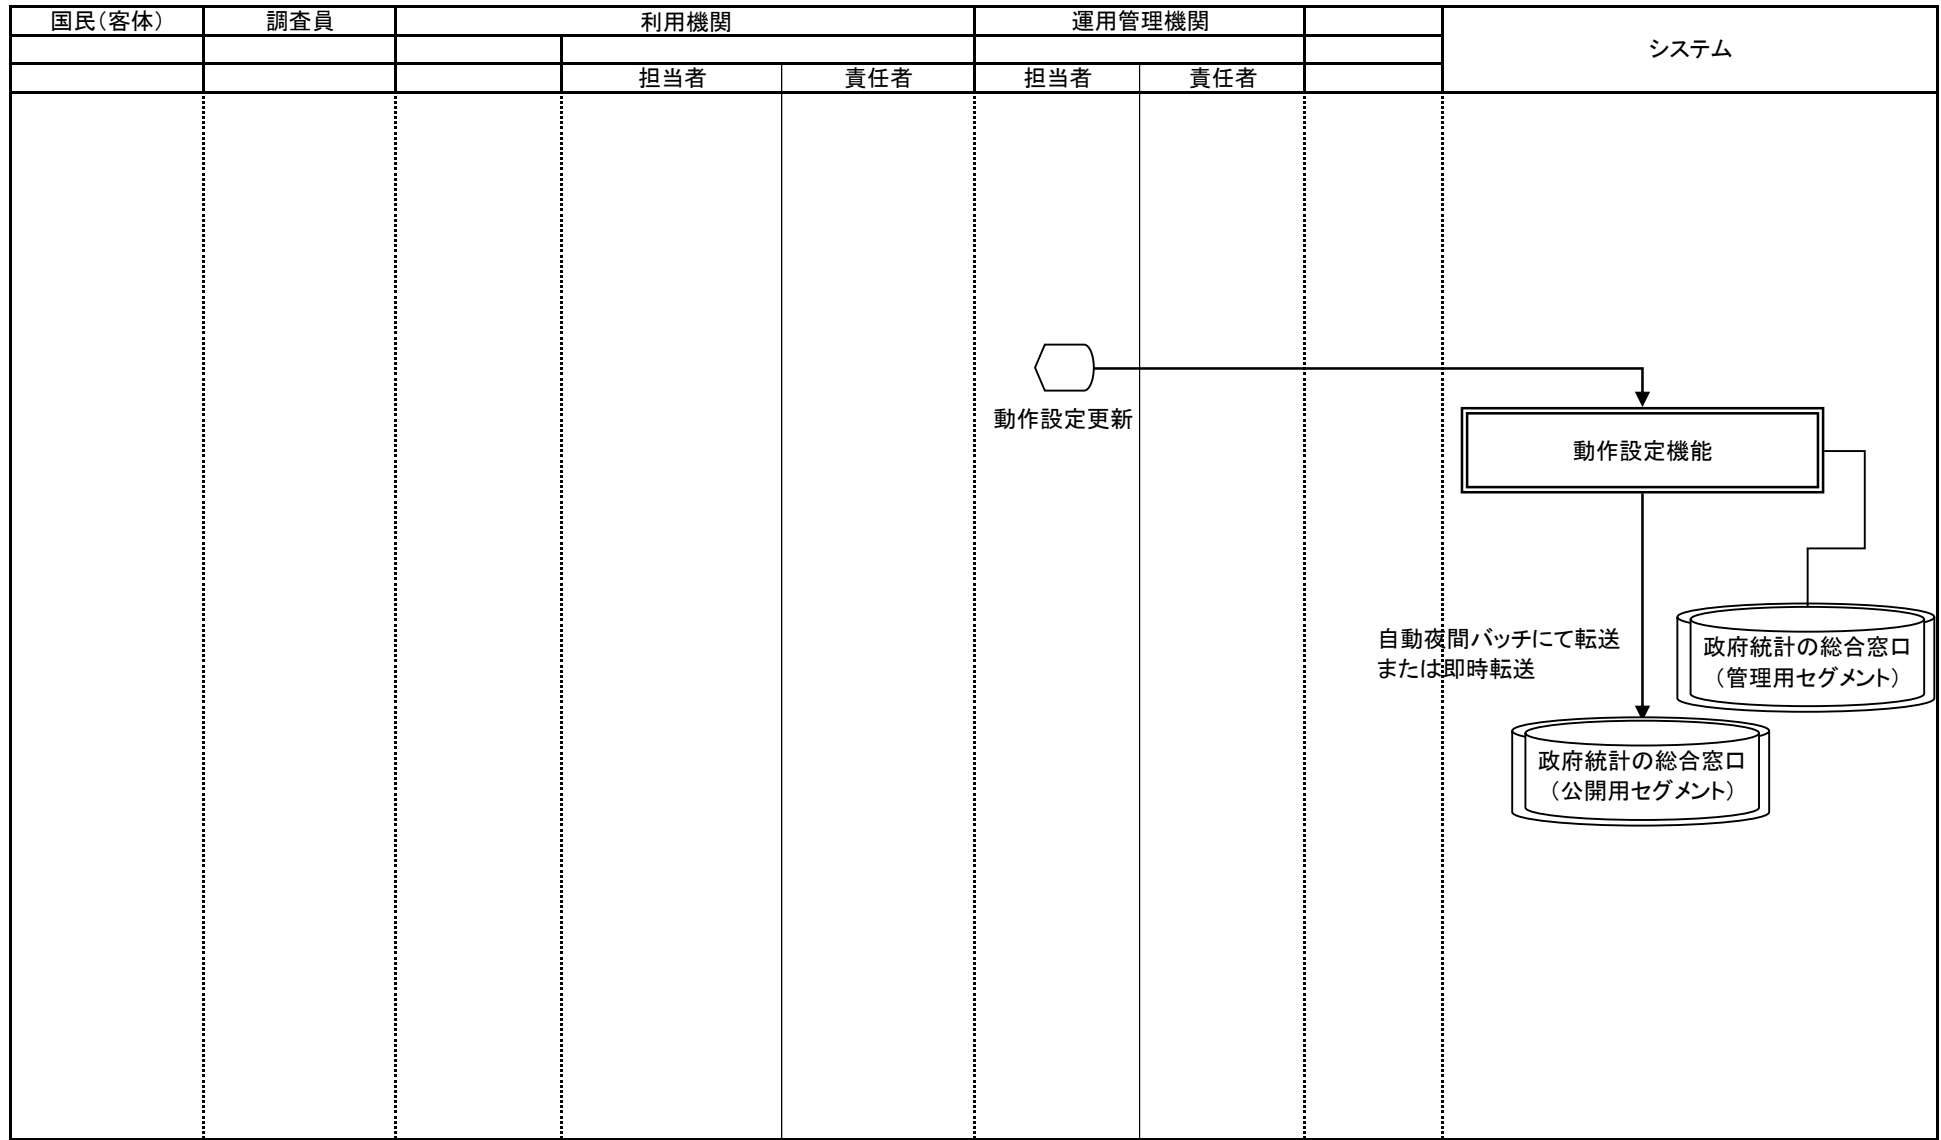 国民（客体）
調査員
利用機関
運用管理機関
システム
担当者
責任者
担当者
責任者
動作設定更新
動作設定機能
自動夜間バッチにて転送
または即時転送
政府統計の総合窓口
（管理用セグメント）
政府統計の総合窓口
（公開用セグメント）